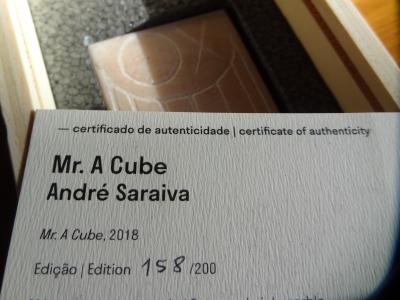 — certificado de autenticidade | certificate of authenticity
Mr. A Cube
André Saraiva
Mr. A Cube, 2018
Edição | Edition 158/200